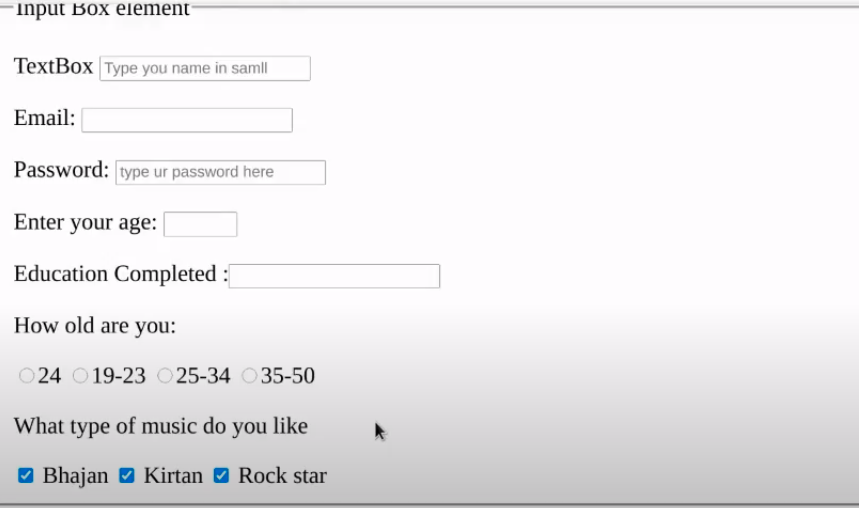 Input Box element
TextBox Type you name in samll
Email:
Password: type ur password here
Enter your age:
Education Completed :
How old are you:
24 19-23 25-34 35-50
What type of music do you like
Bhajan Kirtan Rock star